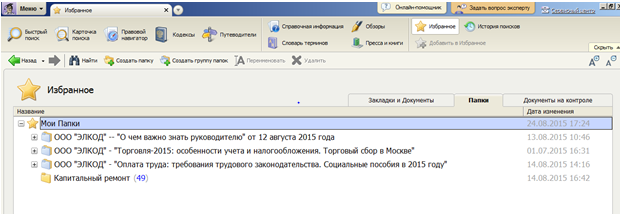 Меню
Избранное
Онлайн-помощник
Задать вопрос эксперту
Сервисный центр
Быстрый поиск
Карточка поиска
Правовой навигатор
Кодексы
Путеводители
Справочная информация
Обзоры
Словарь терминов
Пресса и книги
Избранное
История поисков
Добавить в Избранное
Скрыть
Назад
Найти
Создать папку
Создать группу папок
Переименовать
Удалить
Избранное
Закладки и Документы
Папки
Документы на контроле
Название
Дата изменения
Мои Папки 24.08.2015 17:24
ООО "ЭЛКОД" -- "О чем важно знать руководителю" от 12 августа 2015 года 13.08.2015 10:46
ООО "ЭЛКОД" - "Торговля-2015: особенности учета и налогообложения. Торговый сбор в Москве" 01.07.2015 16:31
ООО "ЭЛКОД" - "Оплата труда: требования трудового законодательства. Социальные пособия в 2015 году" 14.08.2015 14:16
Капитальный ремонт (49) 14.08.2015 16:42